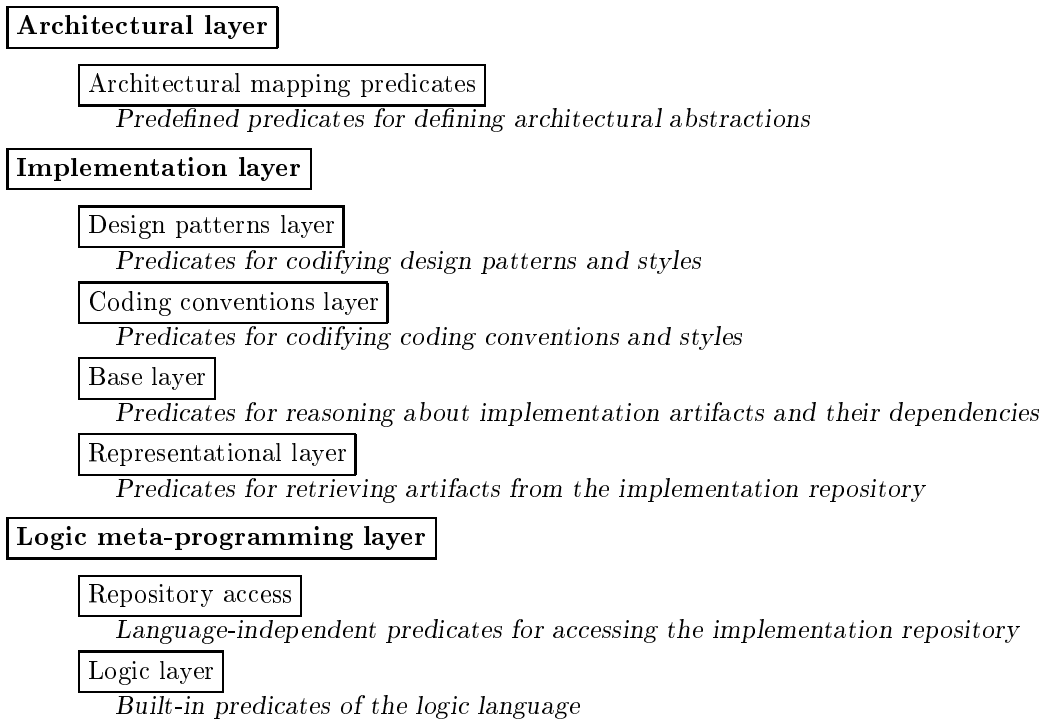 Architectural layer
Architectural mapping predicates
Predefined predicates for defining architectural abstractions
Implementation layer
Design patterns layer
Predicates for codifying design patterns and styles
Coding conventions layer
Predicates for codifying coding conventions and styles
Base layer
Predicates for reasoning about implementation artifacts and their dependencies
Representational layer
Predicates for retrieving artifacts from the implementation repository
Logic meta-programming layer
Repository access
Language-independent predicates for accessing the implementation repository
Logic layer
Built-in predicates of the logic language